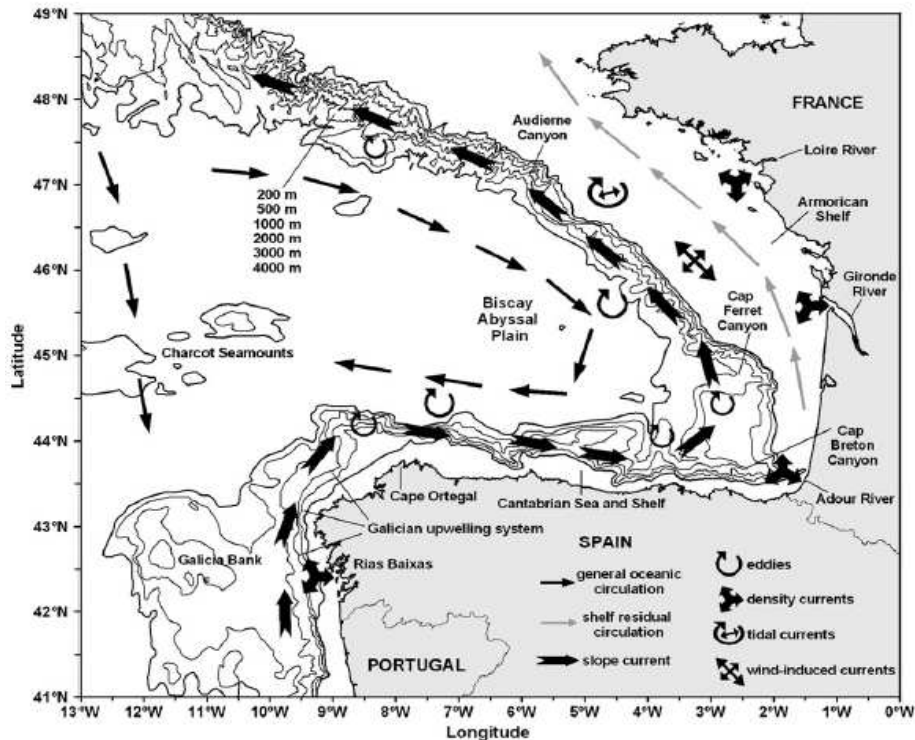 49°N
48°N
47°N
46°N
45°N
44°N
43°N
42°N
41°N
Latitude
13°W
12°W
11°W
10°W
9°W
8°W
7°W
6°W
5°W
4°W
3°W
2°W
1°W
0°W
Longitude
FRANCE
Audierne
Canyon
Loire River
200 m
500 m
1000 m
2000 m
3000 m
4000 m
Armorican
Shelf
Gironde
River
Biscay
Abyssal
Plain
Cap
Ferret
Canyon
Charcot Seamounts
Cap
Breton
Canyon
Adour River
Cape Ortegal
Cantabrian Sea and Shelf
Galician upwelling system
Galicia Bank
Rias Baixas
SPAIN
PORTUGAL
general oceanic
circulation
shelf residual
circulation
slope current
eddies
density currents
tidal currents
wind-induced currents